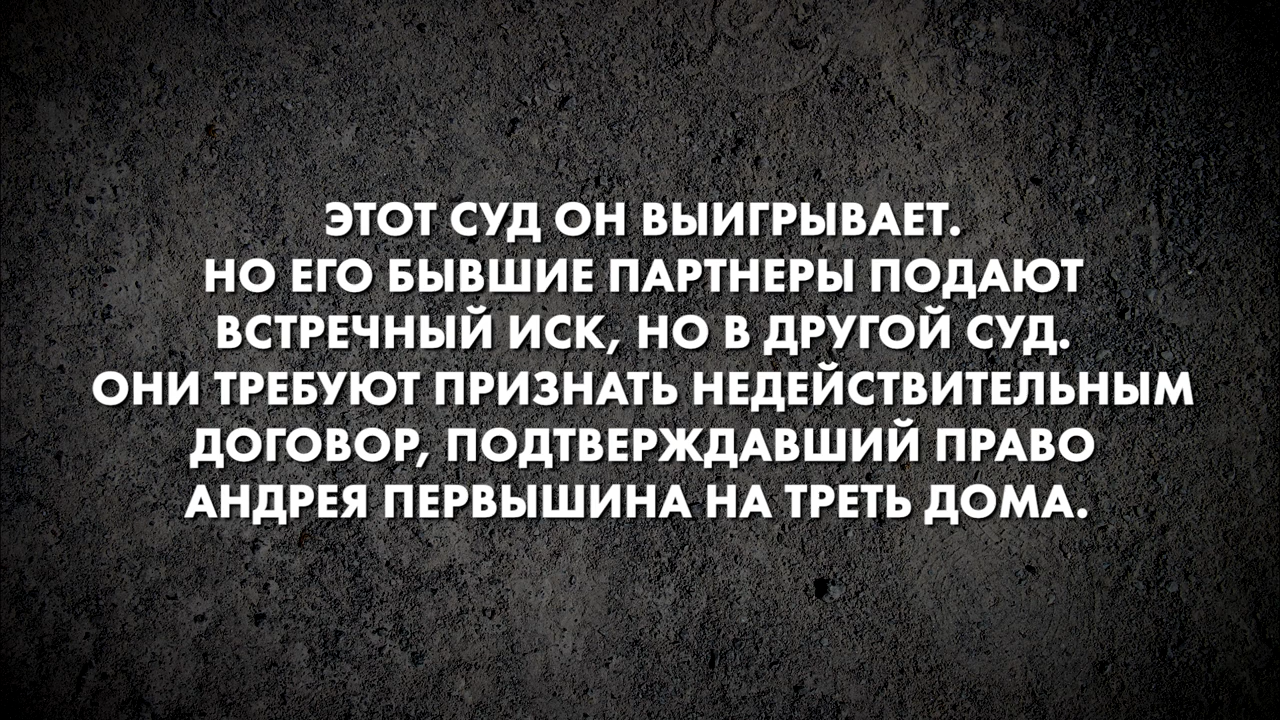 ЭТОТ СУД ОН ВЫИГРЫВАЕТ.
НО ЕГО БЫВШИЕ ПАРТНЕРЫ ПОДАЮТ
ВСТРЕЧНЫЙ ИСК, НО В ДРУГОЙ СУД.
ОНИ ТРЕБУЮТ ПРИЗНАТЬ НЕДЕЙСТВИТЕЛЬНЫМ
ДОГОВОР, ПОДТВЕРЖДАВШИЙ ПРАВО
АНДРЕЯ ПЕРВЫШИНА НА ТРЕТЬ ДОМА.